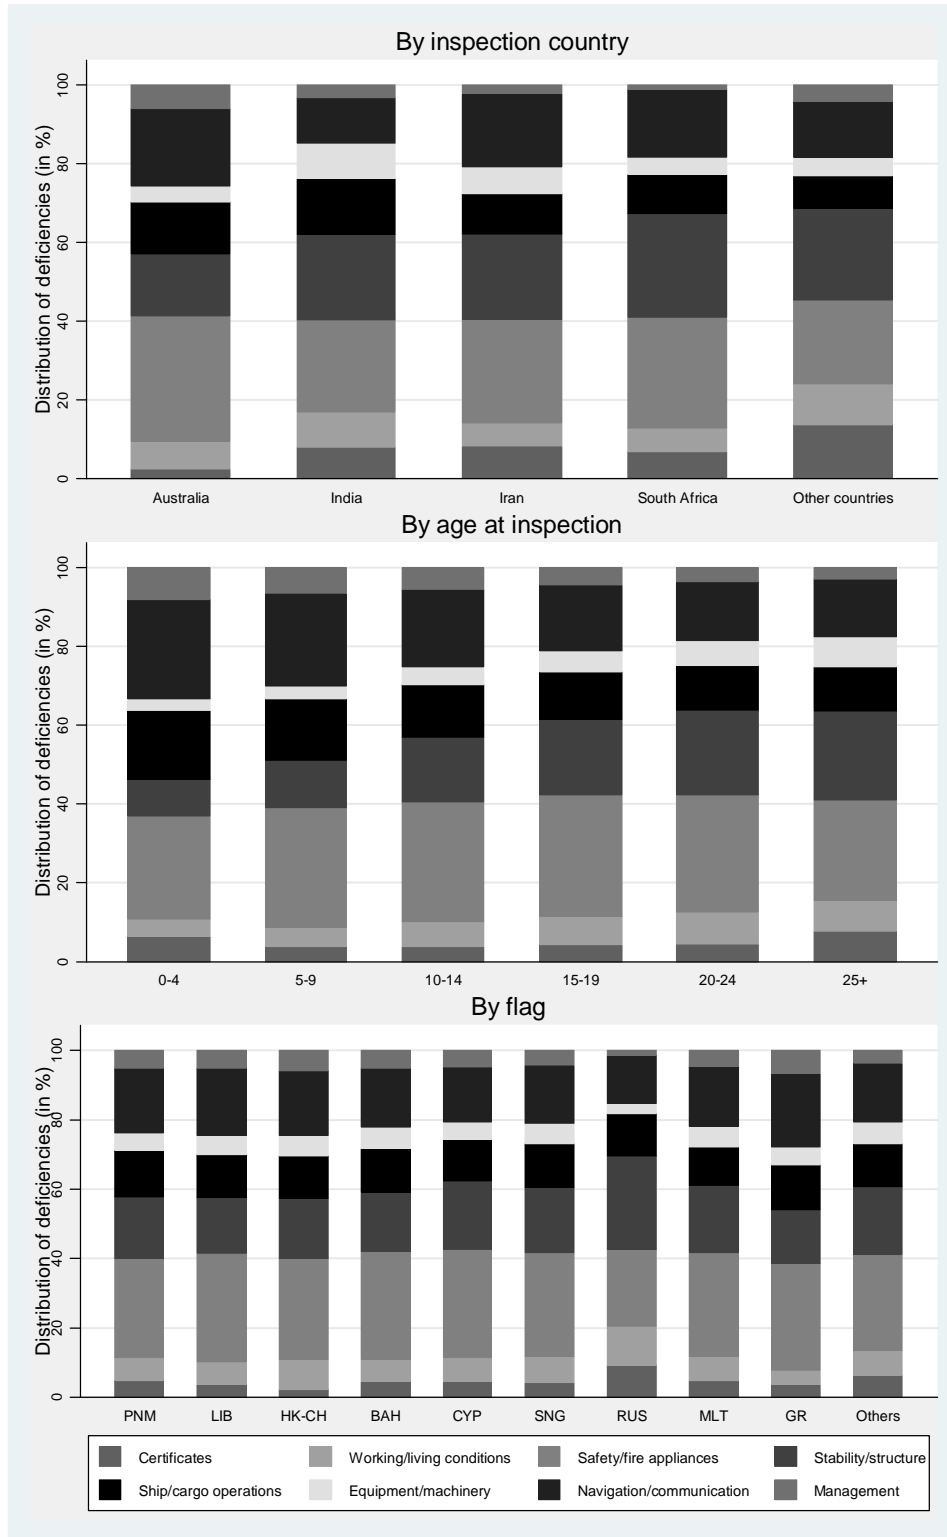 By inspection country
Distribution of deficiencies (in %)
100
80
60
40
20
0
Australia India Iran South Africa Other countries
By age at inspection
Distribution of deficiencies (in %)
100
80
60
40
20
0
0-4 5-9 10-14 15-19 20-24 25+
By flag
Distribution of deficiencies (in %)
100
80
60
40
20
0
PNM LIB HK-CH BAH CYP SNG RUS MLT GR Others
Certificates Working/living conditions Safety/fire appliances Stability/structure
Ship/cargo operations Equipment/machinery Navigation/communication Management